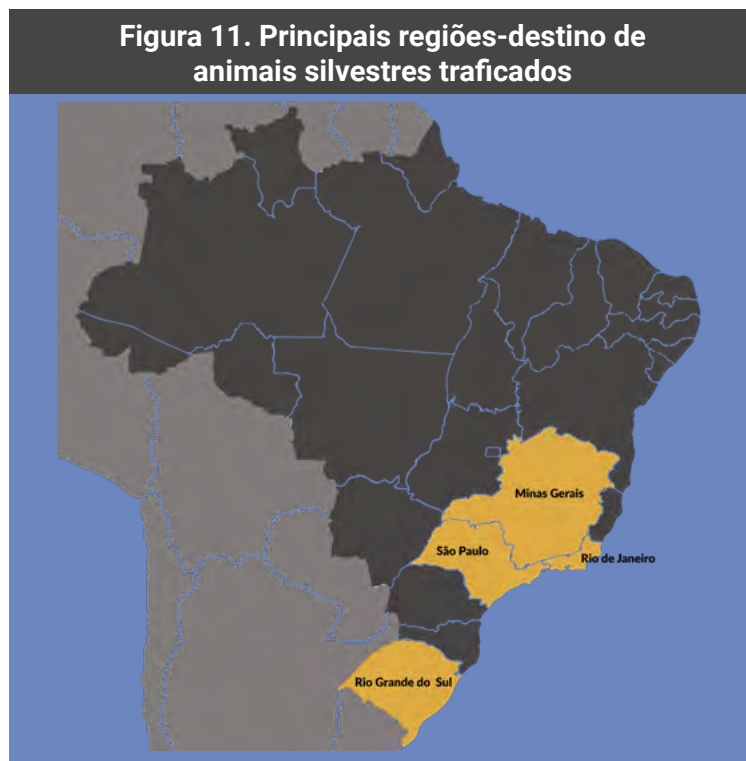 Figura 11. Principais regiões-destino de
animais silvestres traficados
Minas Gerais
São Paulo
Rio de Janeiro
Rio Grande do Sul